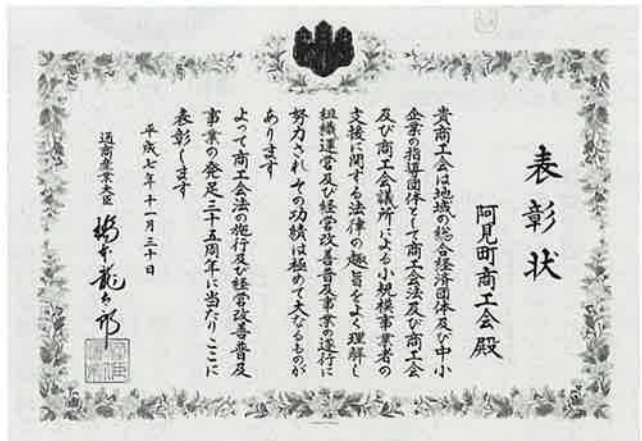 表彰状
阿見町商工会殿
貴商工会は地域の総合経済団体及び中小
企業の指導団体として商工会法及び商工会
及び商工会議所による小規模事業者の
支援に関する法律の趣旨をよく理解し
組織運営及び経営改善普及事業の遂行に
努力されその功績は極めて大なるものが
あります
よって商工会法の施行及び経営改善普及
事業の発足三十五周年に当たりここに
表彰します
平成七年十一月三十日
通商産業大臣 橋本龍太郎